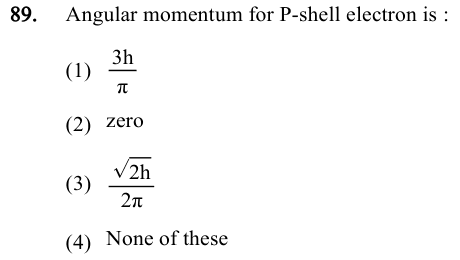 89. Angular momentum for P-shell electron is :
(1) 3h/π
(2) zero
(3) √2h/2π
(4) None of these